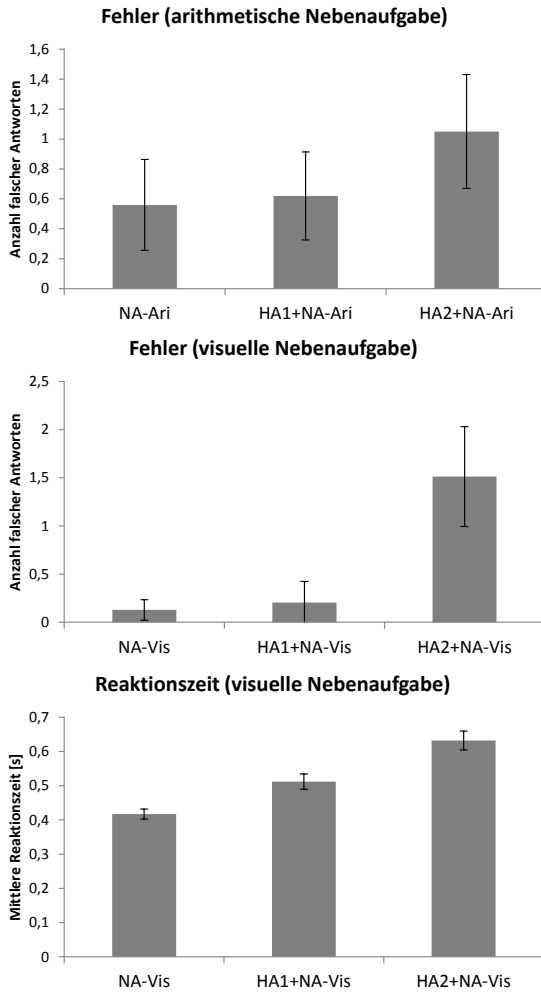 Fehler (arithmetische Nebenaufgabe)
Anzahl falscher Antworten
1,6
1,4
1,2
1
0,8
0,6
0,4
0,2
0
NA-Ari HA1+NA-Ari HA2+NA-Ari
Fehler (visuelle Nebenaufgabe)
Anzahl falscher Antworten
2,5
2
1,5
1
0,5
0
NA-Vis HA1+NA-Vis HA2+NA-Vis
Reaktionszeit (visuelle Nebenaufgabe)
Mittlere Reaktionszeit [s]
0,7
0,6
0,5
0,4
0,3
0,2
0,1
0
NA-Vis HA1+NA-Vis HA2+NA-Vis